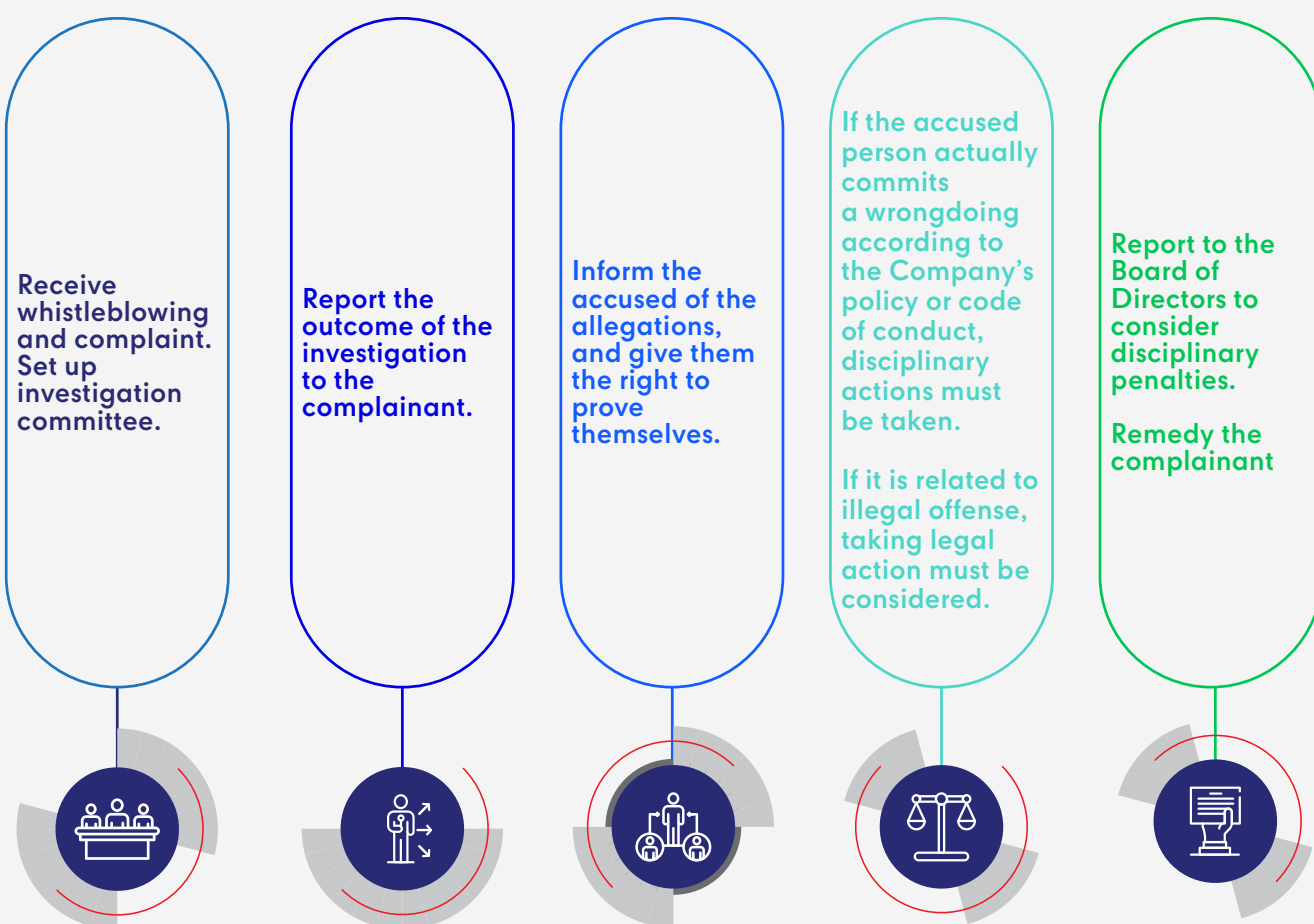 Receive
whistleblowing
and complaint.
Set up
investigation
committee.
Report the
outcome of the
investigation
to the
complainant.
Inform the
accused of the
allegations,
and give them
the right to
prove
themselves.
If the accused
person actually
commits
a wrongdoing
according to
the Company’s
policy or code
of conduct,
disciplinary
actions must
be taken.
If it is related to
illegal offense,
taking legal
action must be
considered.
Report to the
Board of
Directors to
consider
disciplinary
penalties.
Remedy the
complainant